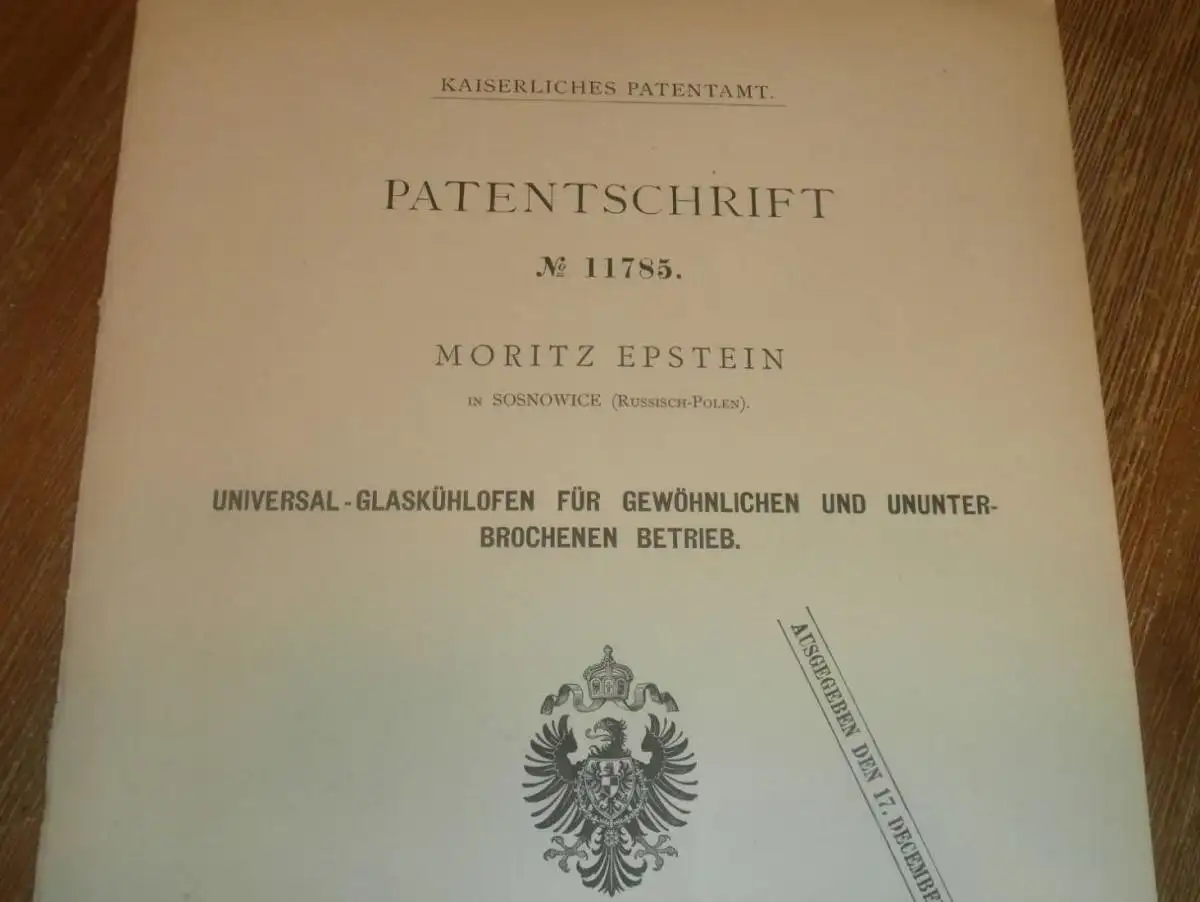 KAISERLICHES PATENTAMT.
PATENTSCHRIFT
№ 11785.
MORITZ EPSTEIN
IN SOSNOWICE (RUSSISCH-POLEN).
UNIVERSAL-GLASKÜHLOFEN FÜR GEWÖHNLICHEN UND UNUNTER-
BROCHENEN BETRIEB.
AUSGEGEBEN DEN 17. DECEMBE